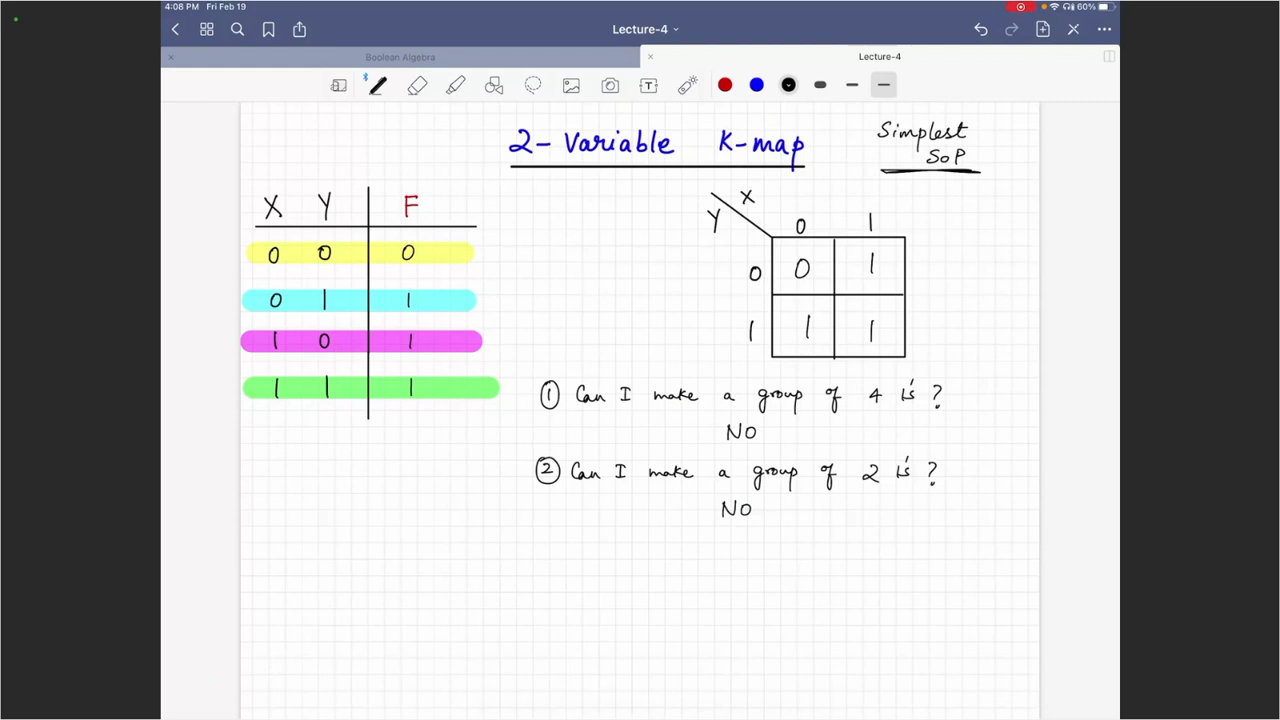 4:08 PM Fri Feb 19
60%
Lecture-4
Boolean Algebra
Lecture-4
T
2-Variable K-map
Simplest
SOP
X Y F
0 0 0
0 1 1
1 0 1
1 1 1
X
Y
0 1
0 0 1
1 1 1
① Can I make a group of 4 1's ?
NO
② Can I make a group of 2 1's ?
NO